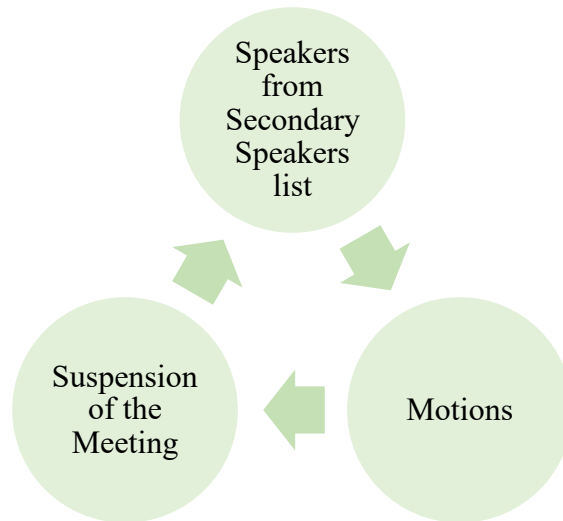 Speakers
from
Secondary
Speakers
list
Suspension
of the
Meeting
Motions